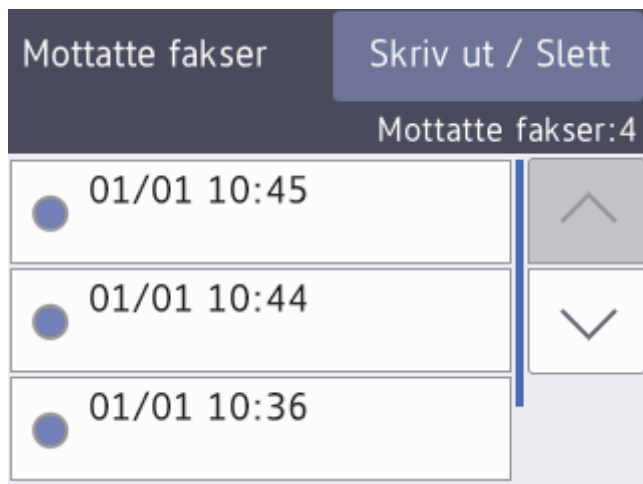 Mottatte fakser
Skriv ut / Slett
Mottatte fakser:4
01/01 10:45
01/01 10:44
01/01 10:36